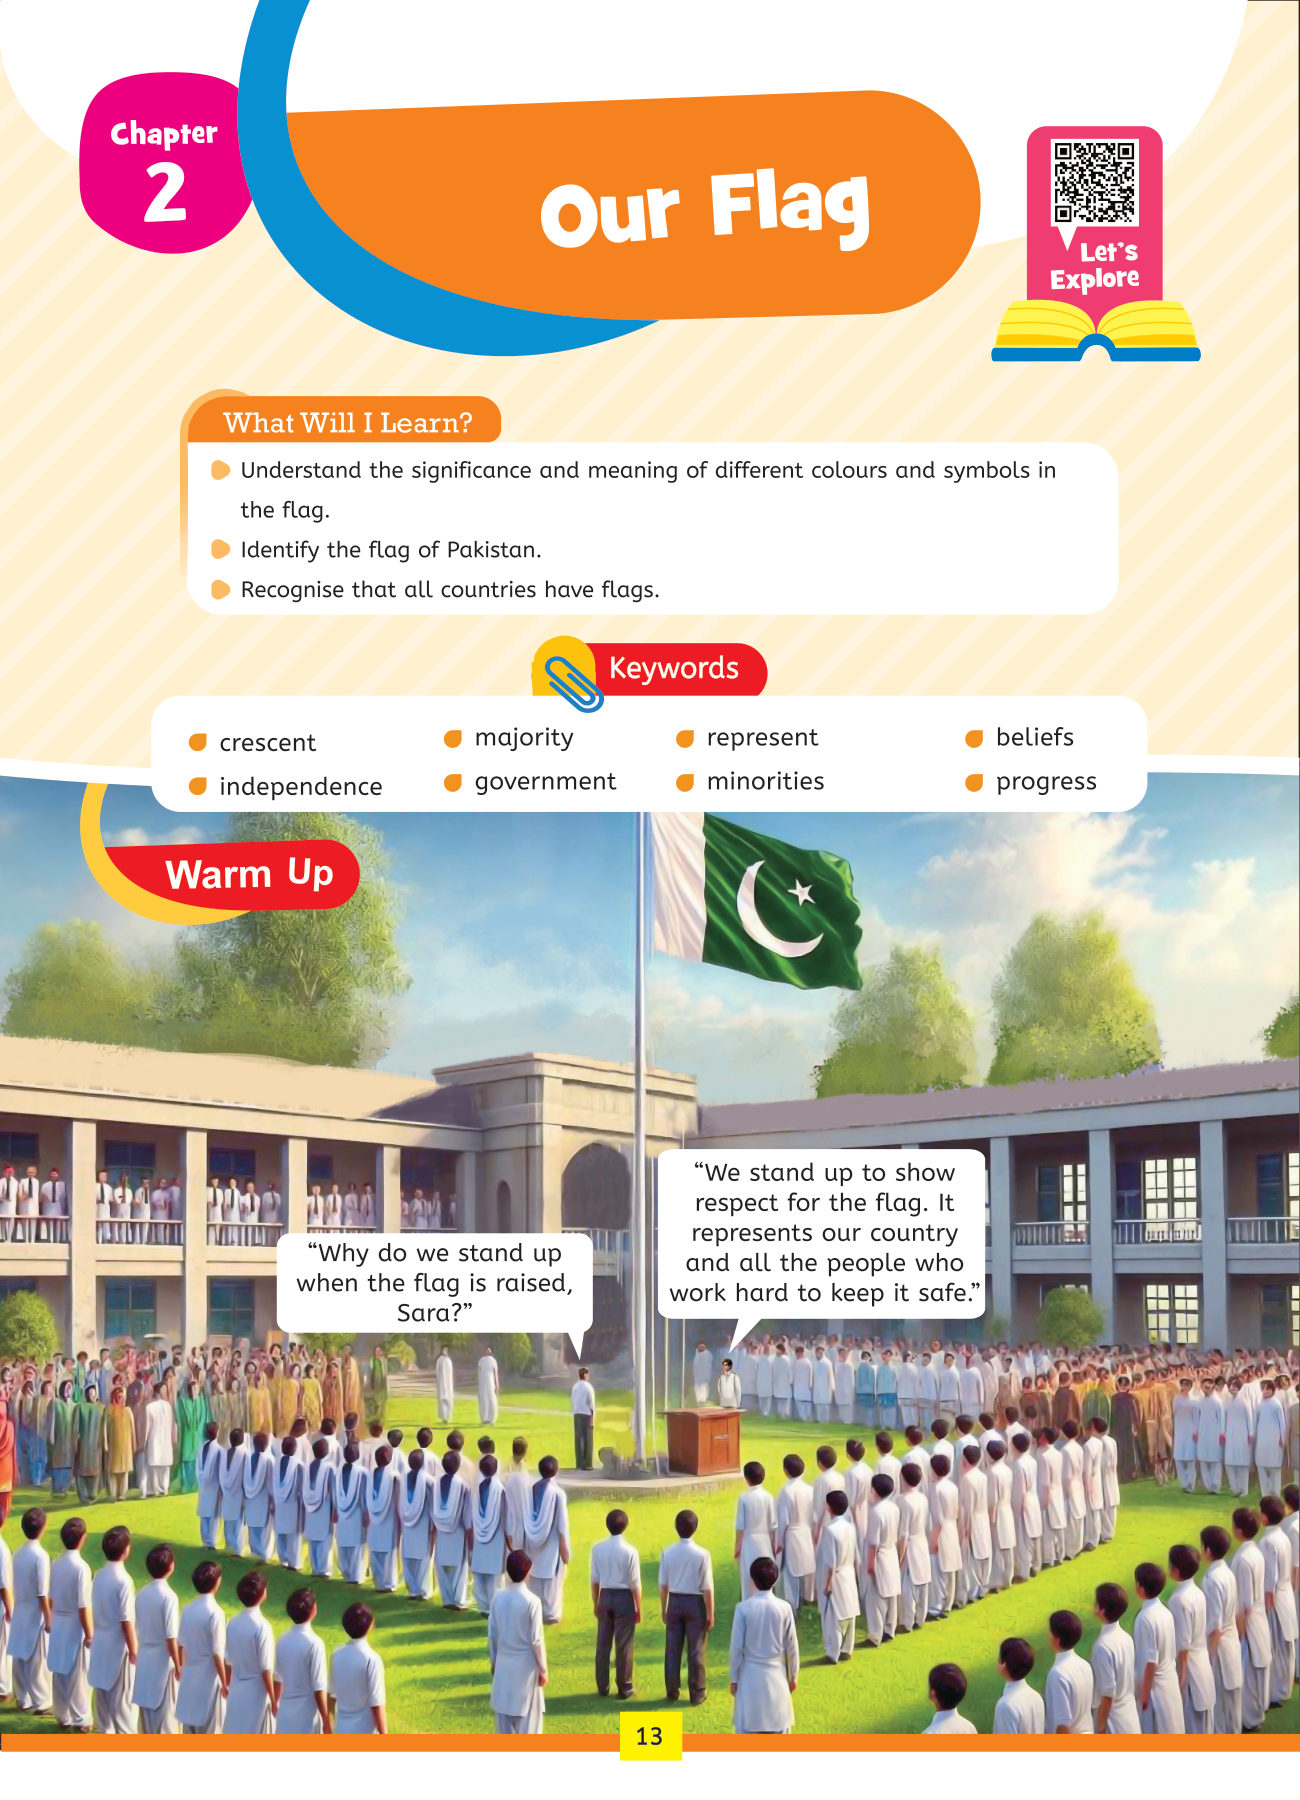 Chapter
2
Our Flag
Let's
Explore
What Will I Learn?
Understand the significance and meaning of different colours and symbols in
the flag.
Identify the flag of Pakistan.
Recognise that all countries have flags.
Keywords
crescent
majority
represent
beliefs
independence
government
minorities
progress
Warm Up
“We stand up to show
respect for the flag. It
represents our country
and all the people who
work hard to keep it safe.”
“Why do we stand up
when the flag is raised,
Sara?”
13